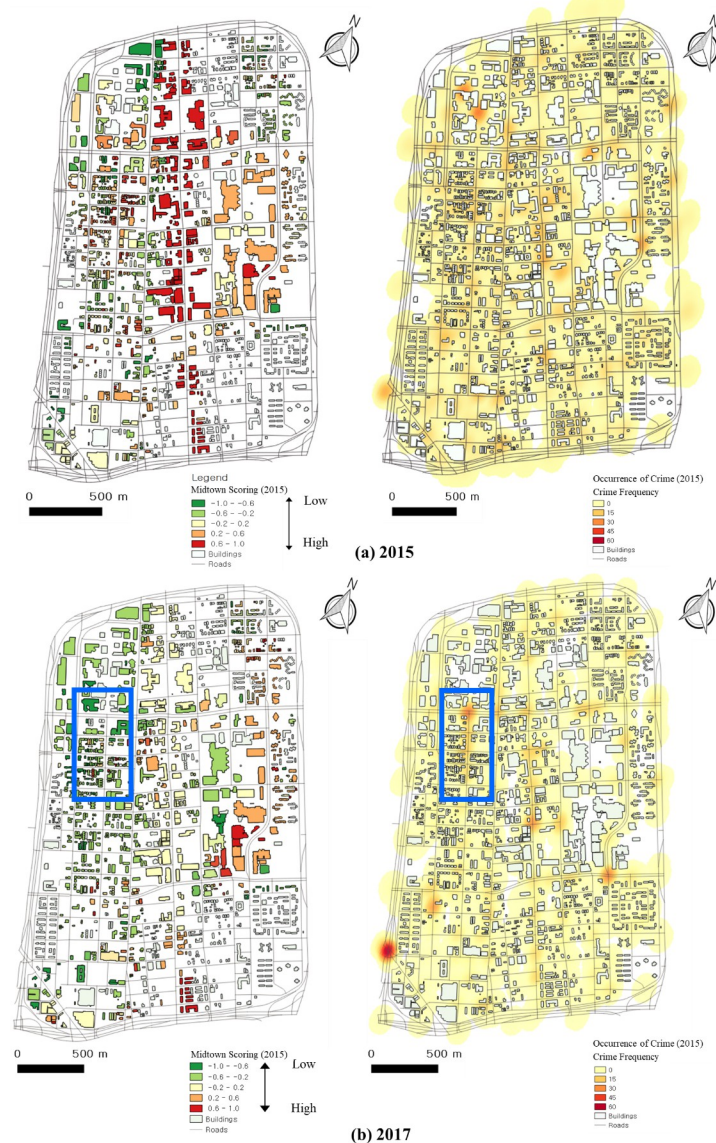 N
N
Legend
Midtown Scoring (2015)
-1.0 - -0.6
-0.6 - -0.2
-0.2 - 0.2
0.2 - 0.6
0.6 - 1.0
Buildings
Roads
Low
High
0 500 m
Occurrence of Crime (2015)
Crime Frequency
0
15
30
45
60
Buildings
Roads
0 500 m
(a) 2015
N
N
Midtown Scoring (2015)
-1.0 - -0.6
-0.6 - -0.2
-0.2 - 0.2
0.2 - 0.6
0.6 - 1.0
Buildings
Roads
Low
High
0 500 m
Occurrence of Crime (2015)
Crime Frequency
0
15
30
45
60
Buildings
Roads
0 500 m
(b) 2017